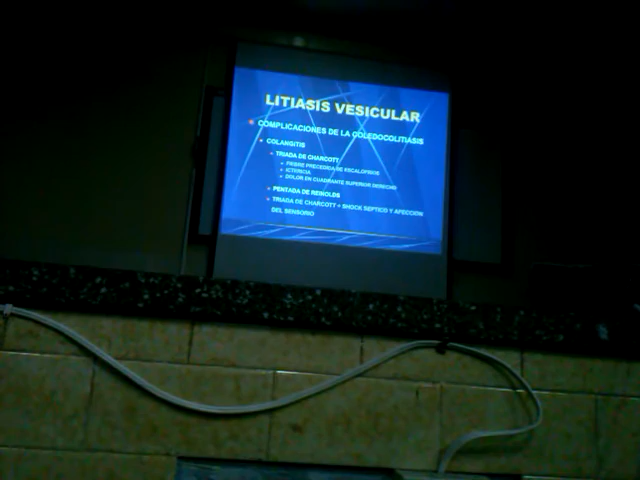 LITIASIS VESICULAR
COMPLICACIONES DE LA COLEDOCOLITIASIS
COLANGITIS
TRIADA DE CHARCOTT
FIEBRE PRECEDIDA DE ESCALOFRIOS
ICTERICIA
DOLOR EN CUADRANTE SUPERIOR DERECHO
PENTADA DE REINOLDS
TRIADA DE CHARCOTT + SHOCK SEPTICO Y AFECCION
DEL SENSORIO